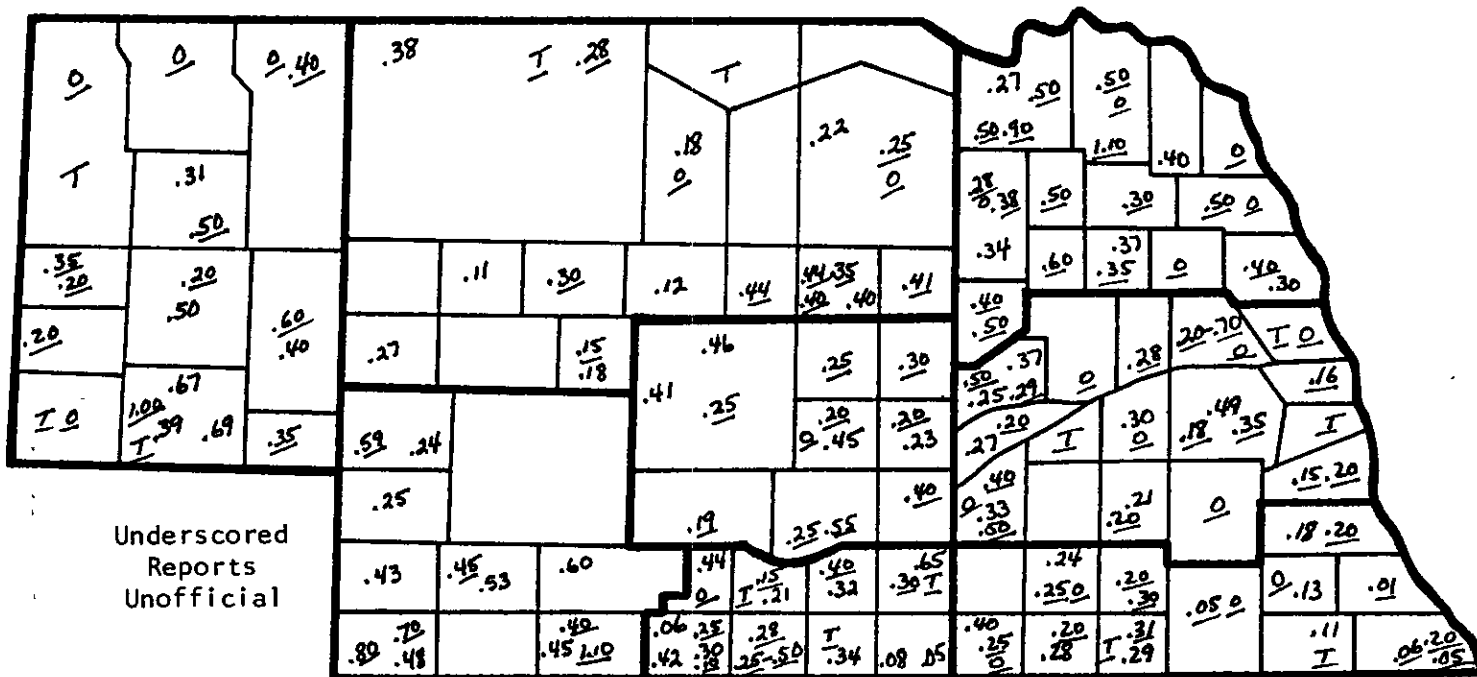 0 0 0 .40 .38 T .28 T .27 .50 .50 0
.50 .90 1.10 .40 0
T .31 .50 .18 0 .22 .25 0
.28 0 .38 .50 .30 .50 0
.34 .60 .37 .35 0 .40 .30
.35 .20 .20 .50 .60 .40 .11 .30 .12 .44 .44 .35 .40 .40 .41
.40 .50
.20 .27 .15 .18 .46 .41 .25 .25 .30
.50 .37 .25 .29 0 .28 .20-.70 0 T 0
.16
T 0 .67 1.00 .39 T .69 .35
.59 .24 .20 0 .45 .20 .23
.20 .27 T .30 0 .49 .18 .35 T
.25 .19 .25 .55 .40
.40 0 .33 .50 .21 .20 0 .15 .20
Underscored
Reports
Unofficial
.18 .20
.43 .45 .53 .60 .44 0 .15 T .21 .40 .32 .65 .30 T
.24 .25 0 .20 .30 .05 0 0 .13 .01
.80 .70 .48 .40 .45 1.10 .06 .25 .42 .30 .28 .25-.50 T .34 .08
.40 .25 0 .20 .28 .31 T .29 .11 T .06 .20 .05